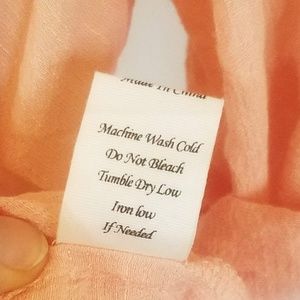 Made In China
Machine Wash Cold
Do Not Bleach
Tumble Dry Low
Iron low
If Needed